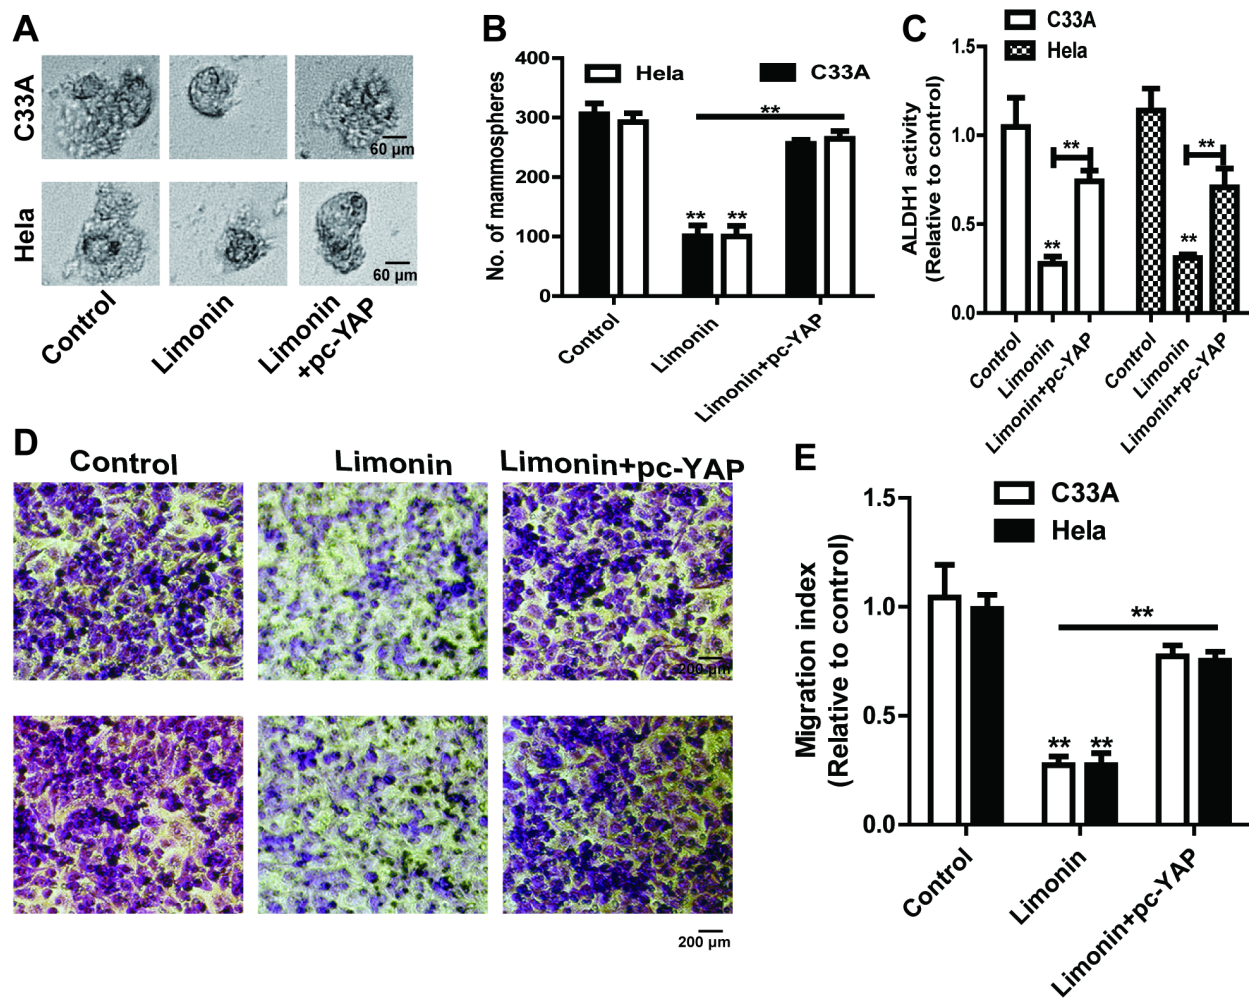 A
C33A
60 µm
Hela
60 µm
Control
Limonin
Limonin
+pc-YAP
B
No. of mammospheres
400
300
200
100
0
Hela
C33A
**
** **
Control
Limonin
Limonin+pc-YAP
C
C33A
Hela
ALDH1 activity
(Relative to control)
1.5
1.0
0.5
0.0
**
**
**
**
Control
Limonin
Limonin+pc-YAP
Control
Limonin
Limonin+pc-YAP
D
Control
Limonin
Limonin+pc-YAP
200 µm
200 µm
E
C33A
Hela
Migration index
(Relative to control)
1.5
1.0
0.5
0.0
**
** **
Control
Limonin
Limonin+pc-YAP